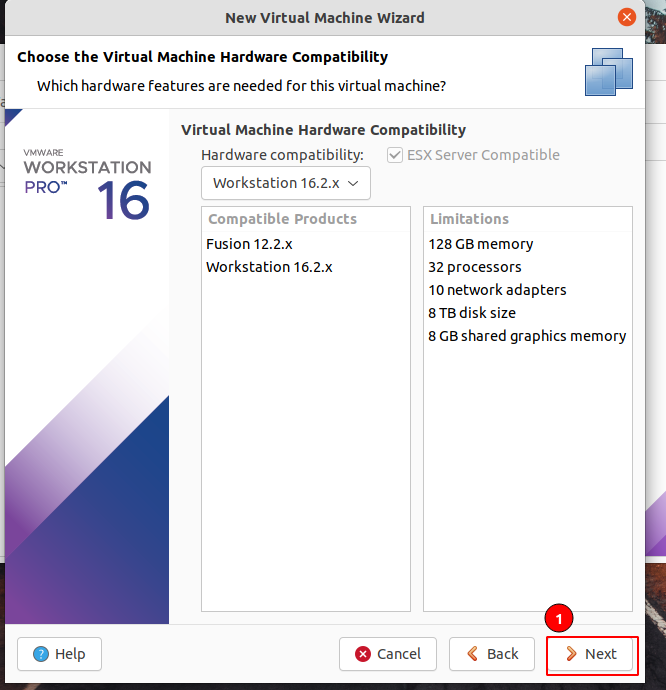 New Virtual Machine Wizard
Choose the Virtual Machine Hardware Compatibility
Which hardware features are needed for this virtual machine?
VMWARE
WORKSTATION
PRO™ 16
Virtual Machine Hardware Compatibility
Hardware compatibility: ESX Server Compatible
Workstation 16.2.x
Compatible Products
Fusion 12.2.x
Workstation 16.2.x
Limitations
128 GB memory
32 processors
10 network adapters
8 TB disk size
8 GB shared graphics memory
1
Help Cancel Back Next